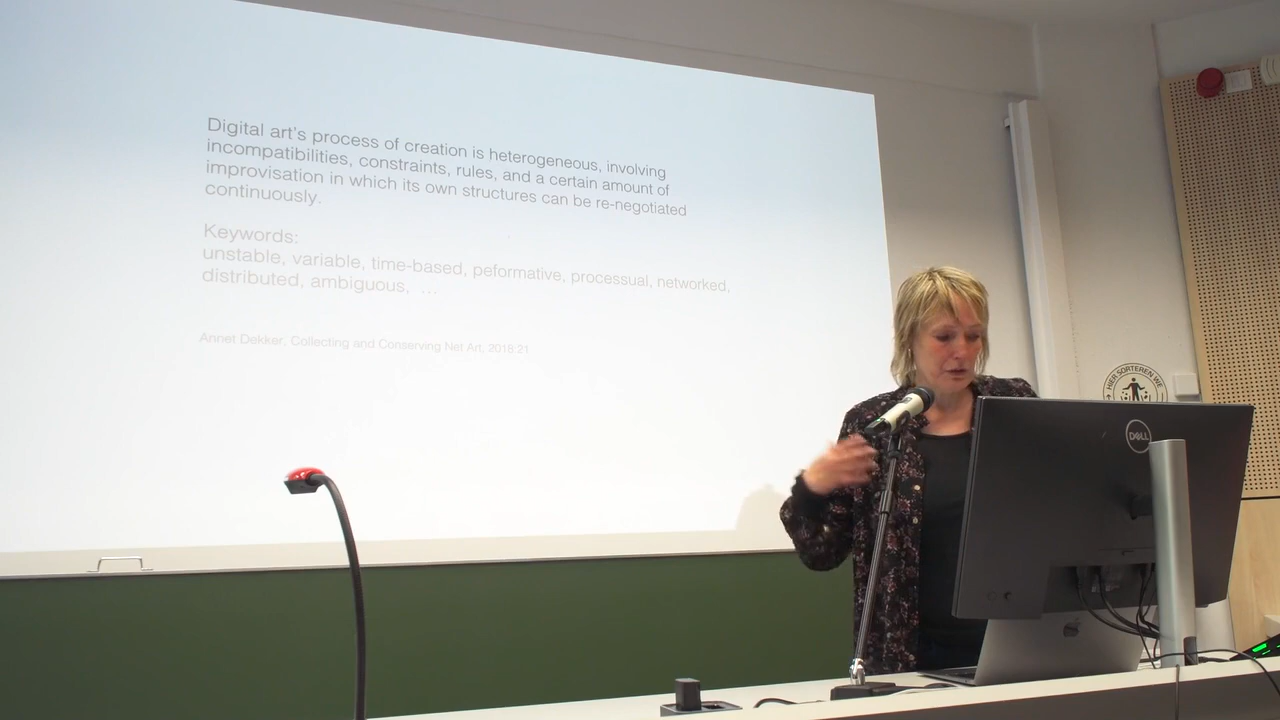 Digital art's process of creation is heterogeneous, involving
incompatibilities, constraints, rules, and a certain amount of
improvisation in which its own structures can be re-negotiated
continuously.
Keywords:
unstable, variable, time-based, peformative, processual, networked,
distributed, ambiguous, …
Annet Dekker, Collecting and Conserving Net Art, 2018:21
HIER SORTEREN WE
DELL